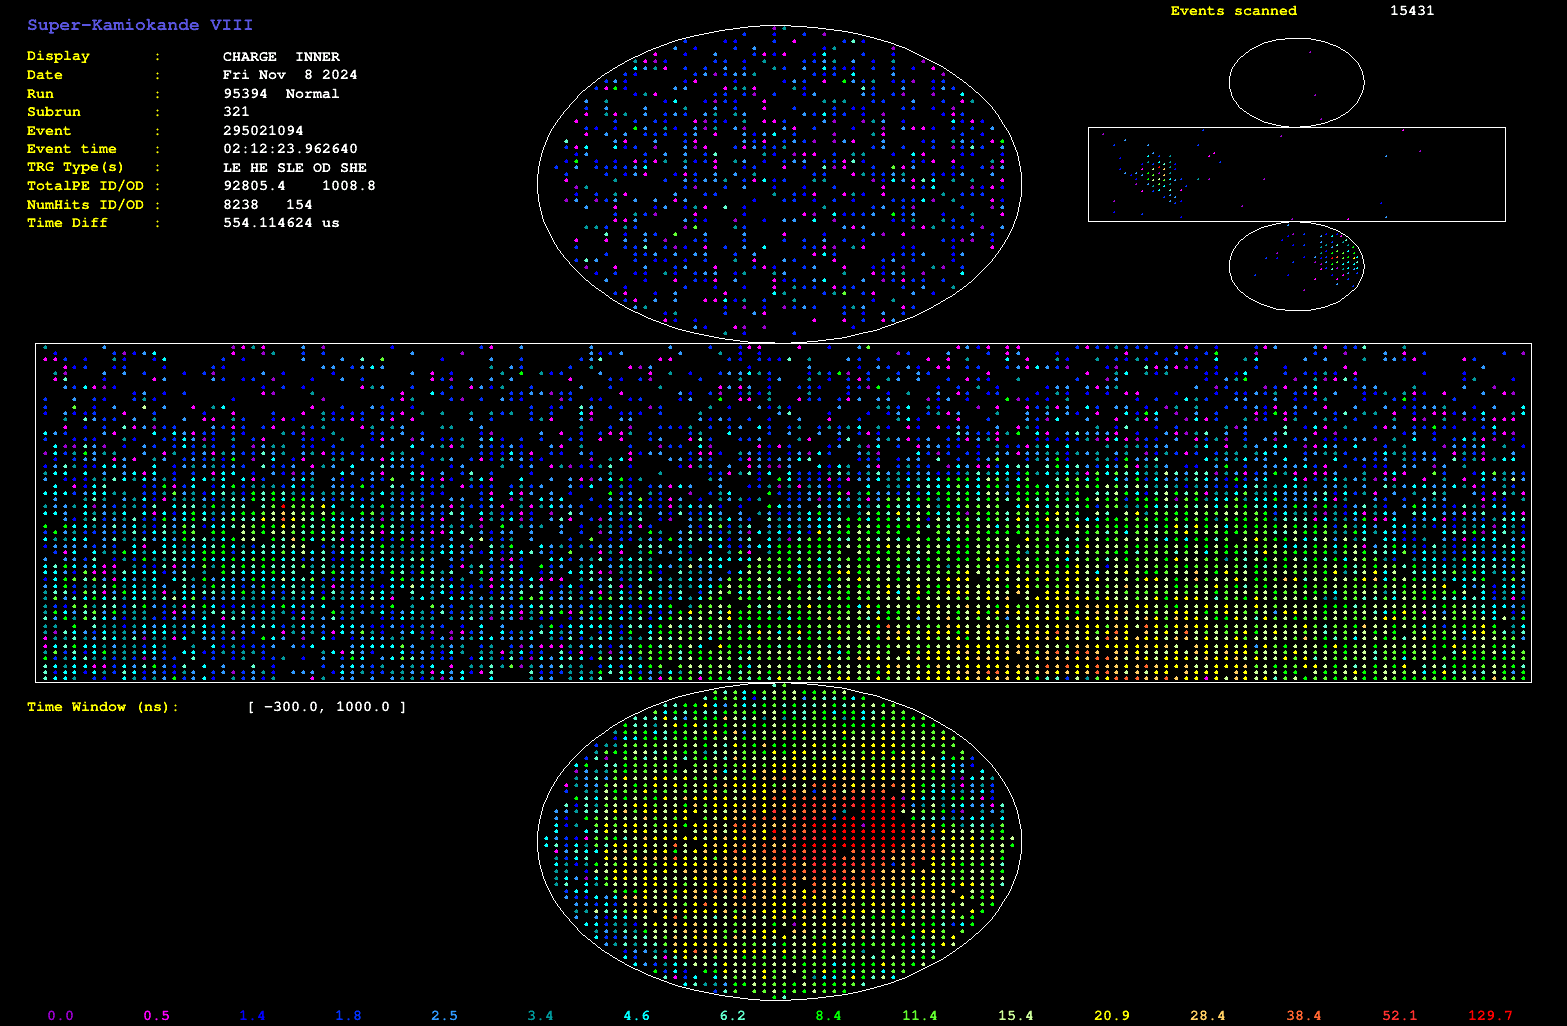 Super-Kamiokande VIII
Events scanned 15431
Display : CHARGE INNER
Date : Fri Nov 8 2024
Run : 95394 Normal
Subrun : 321
Event : 295021094
Event time : 02:12:23.962640
TRG Type(s) : LE HE SLE OD SHE
TotalPE ID/OD : 92805.4 1008.8
NumHits ID/OD : 8238 154
Time Diff : 554.114624 us
Time Window (ns): [ -300.0, 1000.0 ]
0.0 0.5 1.4 1.8 2.5 3.4 4.6 6.2 8.4 11.4 15.4 20.9 28.4 38.4 52.1 129.7